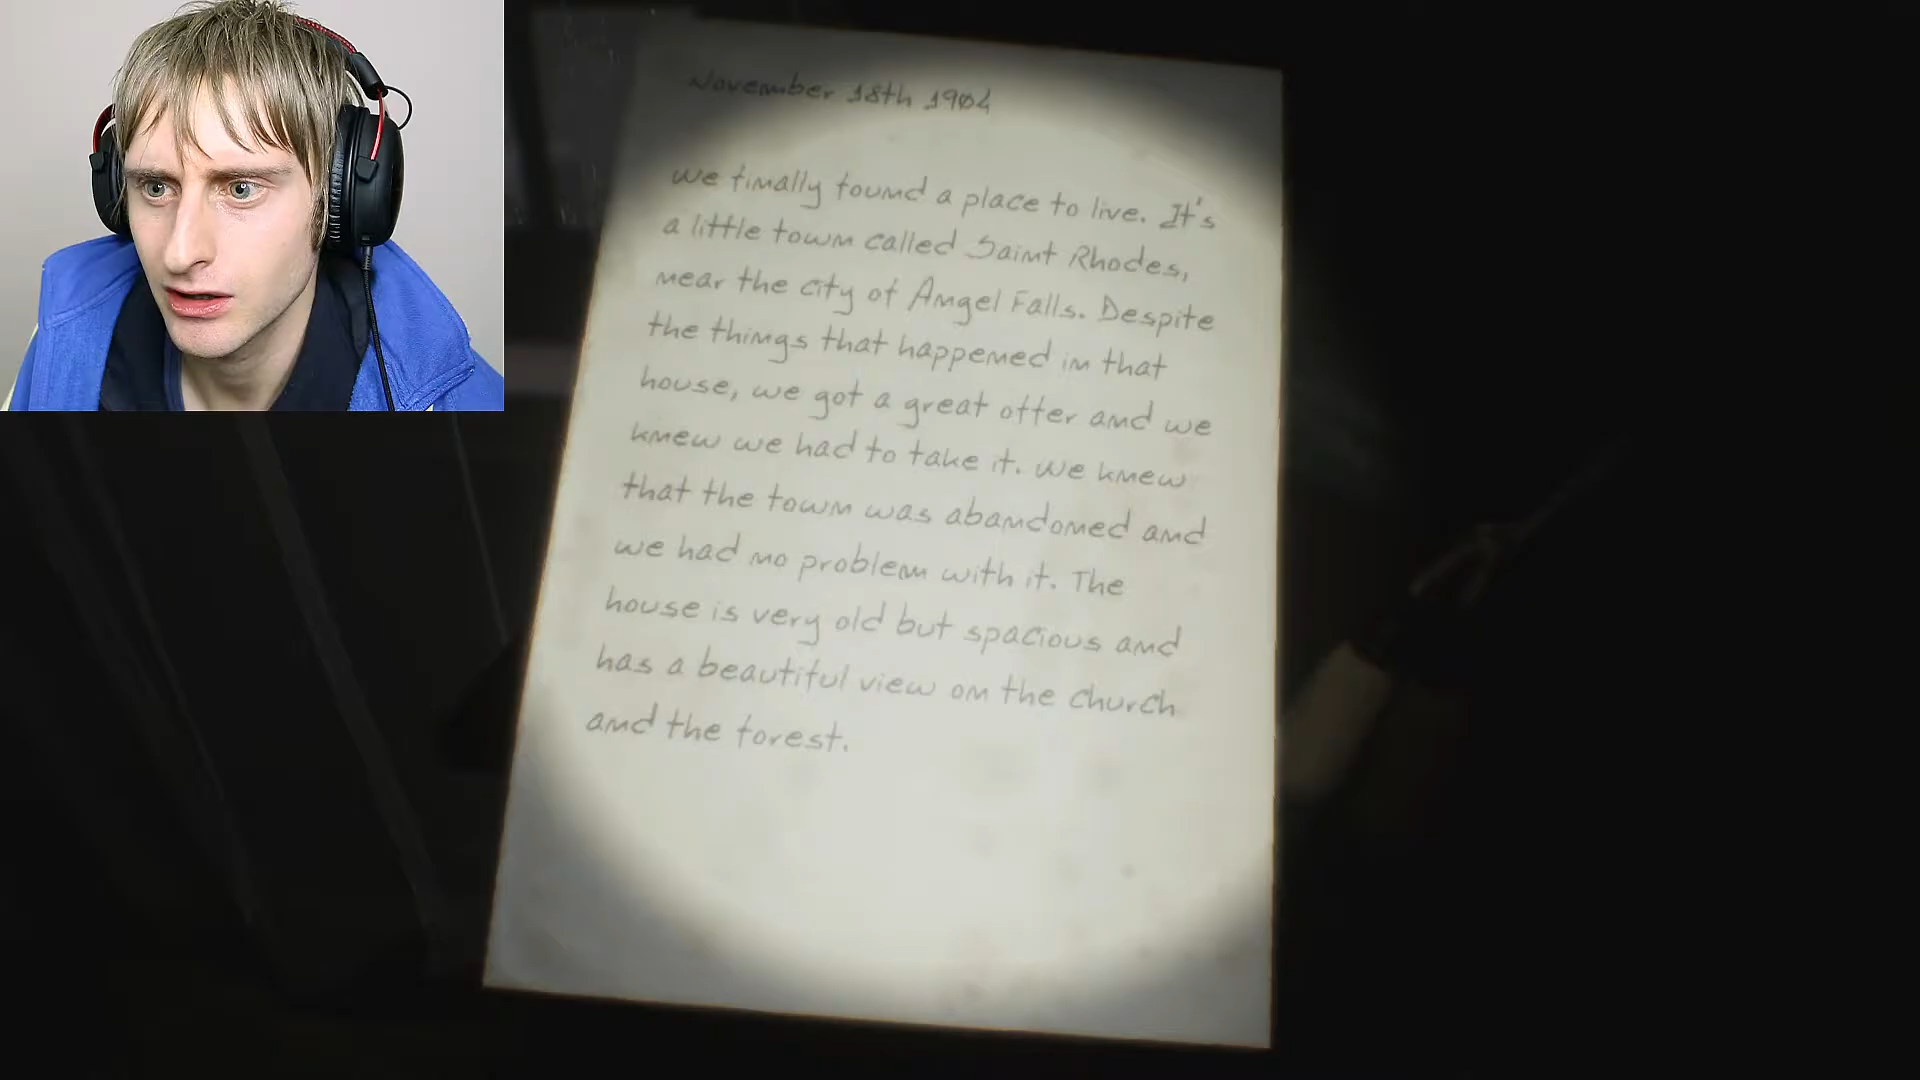 November 18th 1904
We finally found a place to live. It's
a little town called Saint Rhodes,
near the city of Angel Falls. Despite
the things that happened in that
house, we got a great offer and we
knew we had to take it. We knew
that the town was abandoned and
we had no problem with it. The
house is very old but spacious and
has a beautiful view on the church
and the forest.